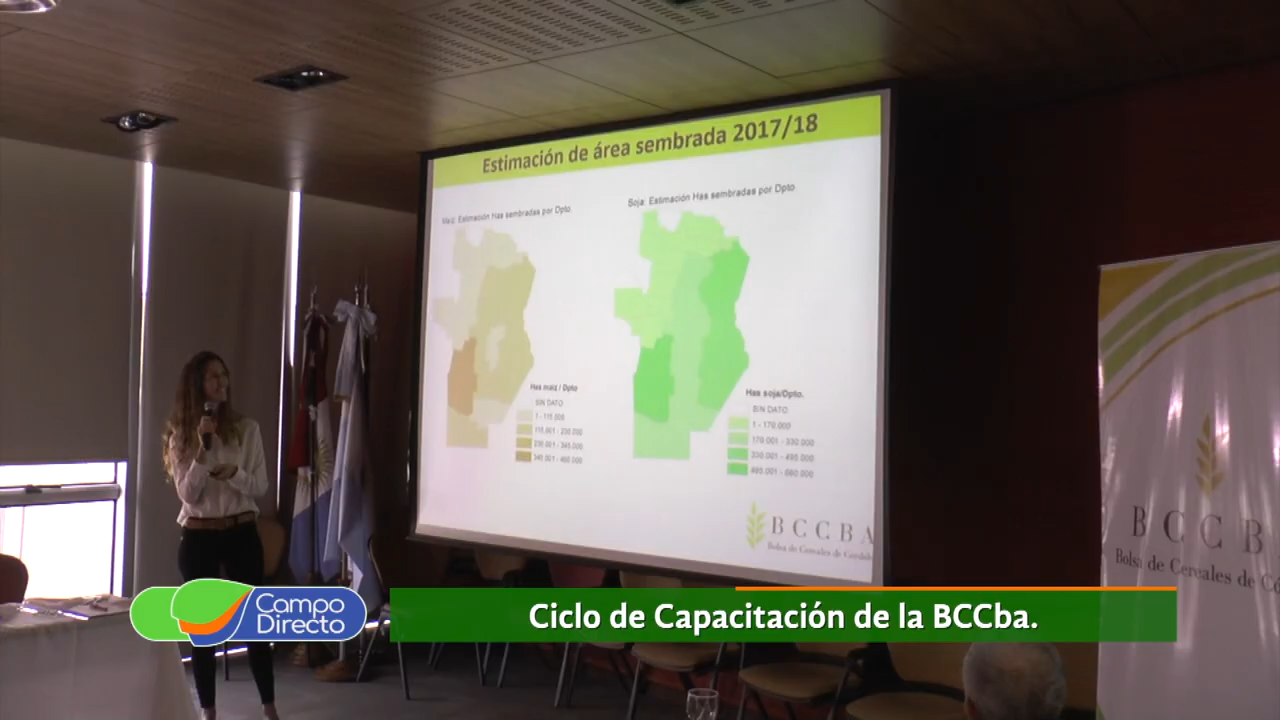 Estimación de área sembrada 2017/18
Maíz: Estimación Has sembradas por Dpto
Soja: Estimación Has sembradas por Dpto
Has maíz / Dpto
SIN DATO
1 - 115.000
115.001 - 230.000
230.001 - 345.000
345.001 - 460.000
Has soja/Dpto.
SIN DATO
1 - 170.000
170.001 - 330.000
330.001 - 495.000
495.001 - 660.000
BCCBA
Bolsa de Cereales de
BCCB
Bolsa de Cereales de
Campo
Directo
Ciclo de Capacitación de la BCCba.